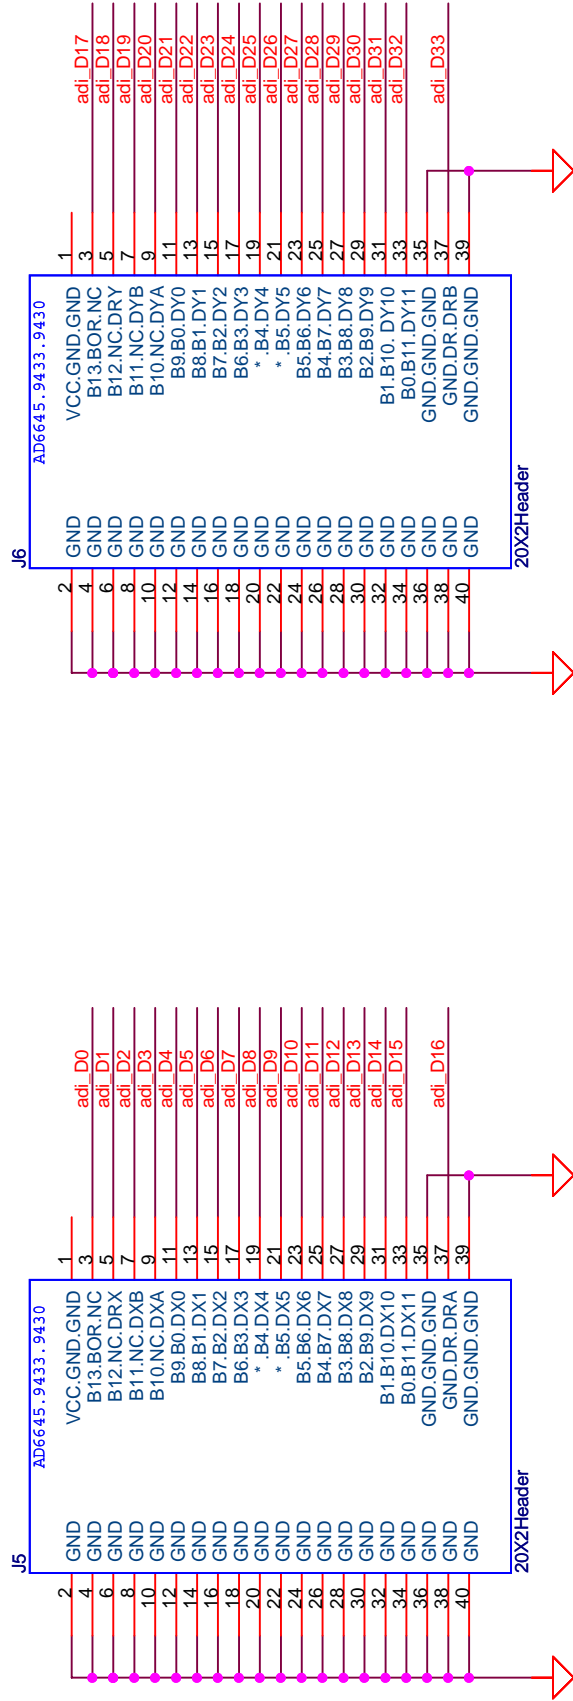 J5
AD6645.9433.9430
2 GND VCC.GND.GND 1
4 GND B13.BOR.NC 3 adi_D0
6 GND B12.NC.DRX 5 adi_D1
8 GND B11.NC.DXB 7 adi_D2
10 GND B10.NC.DXA 9 adi_D3
12 GND B9.B0.DX0 11 adi_D4
14 GND B8.B1.DX1 13 adi_D5
16 GND B7.B2.DX2 15 adi_D6
18 GND B6.B3.DX3 17 adi_D7
20 GND * .B4.DX4 19 adi_D8
22 GND * .B5.DX5 21 adi_D9
24 GND B5.B6.DX6 23 adi_D10
26 GND B4.B7.DX7 25 adi_D11
28 GND B3.B8.DX8 27 adi_D12
30 GND B2.B9.DX9 29 adi_D13
32 GND B1.B10.DX10 31 adi_D14
34 GND B0.B11.DX11 33 adi_D15
36 GND GND.GND.GND 35
38 GND GND.DR.DRA 37 adi_D16
40 GND GND.GND.GND 39
20X2Header
J6
AD6645.9433.9430
2 GND VCC.GND.GND 1
4 GND B13.BOR.NC 3 adi_D17
6 GND B12.NC.DRY 5 adi_D18
8 GND B11.NC.DYB 7 adi_D19
10 GND B10.NC.DYA 9 adi_D20
12 GND B9.B0.DY0 11 adi_D21
14 GND B8.B1.DY1 13 adi_D22
16 GND B7.B2.DY2 15 adi_D23
18 GND B6.B3.DY3 17 adi_D24
20 GND * .B4.DY4 19 adi_D25
22 GND * .B5.DY5 21 adi_D26
24 GND B5.B6.DY6 23 adi_D27
26 GND B4.B7.DY7 25 adi_D28
28 GND B3.B8.DY8 27 adi_D29
30 GND B2.B9.DY9 29 adi_D30
32 GND B1.B10. DY10 31 adi_D31
34 GND B0.B11.DY11 33 adi_D32
36 GND GND.GND.GND 35
38 GND GND.DR.DRB 37 adi_D33
40 GND GND.GND.GND 39
20X2Header